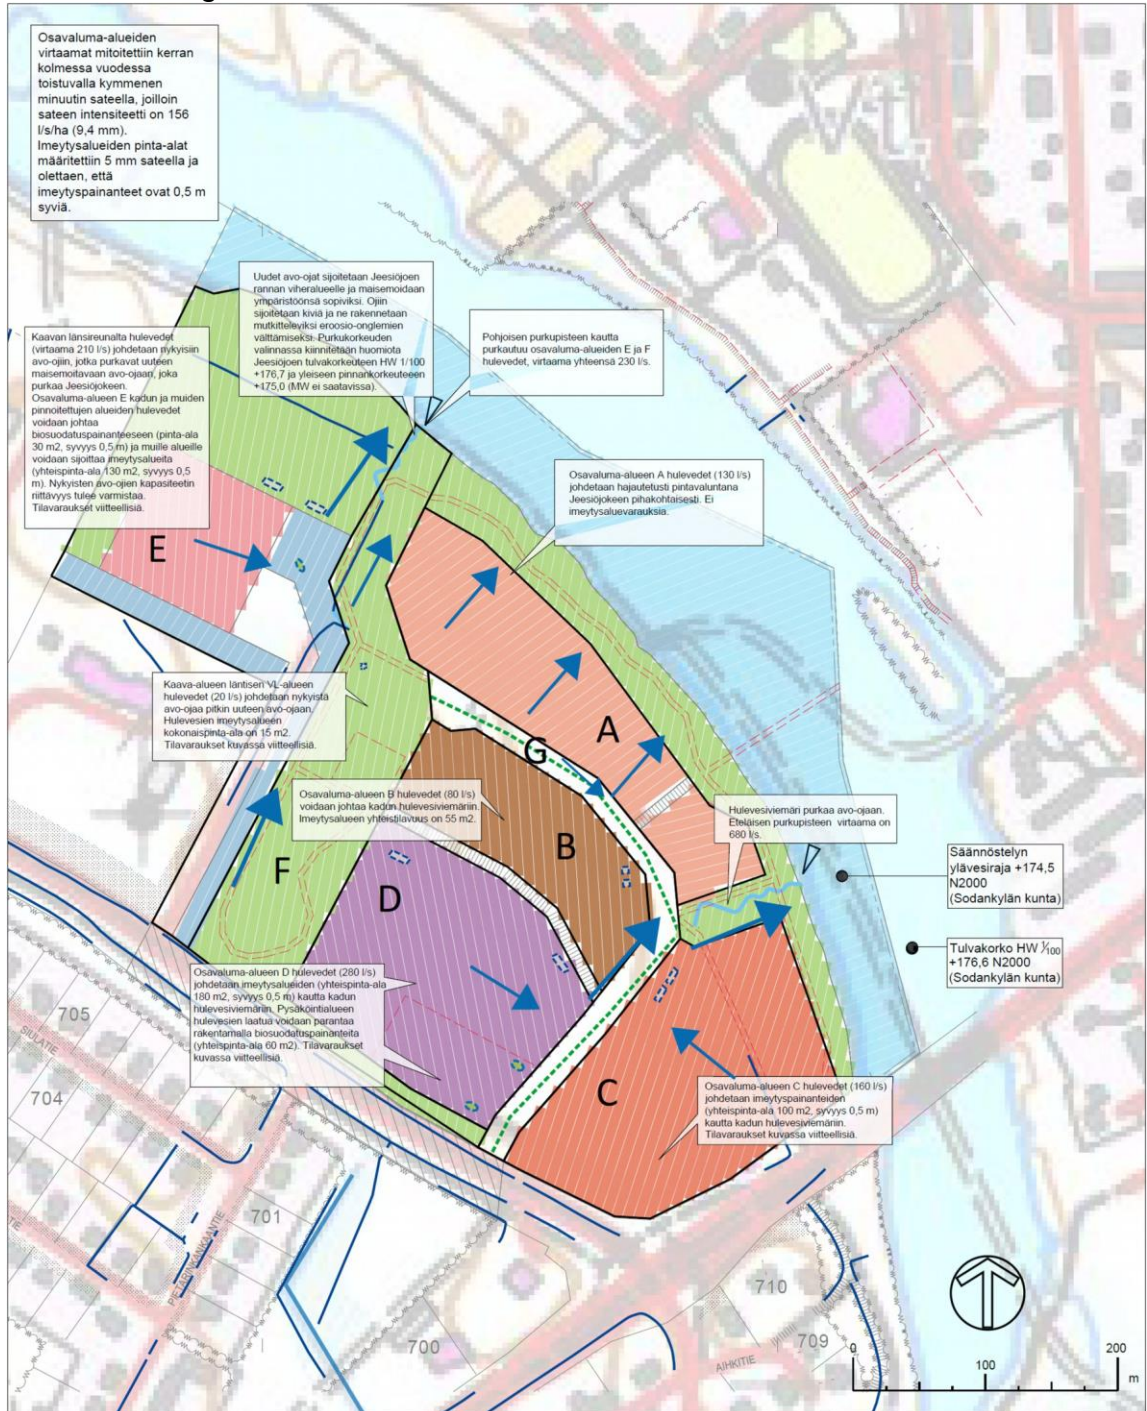 Osavaluma-alueiden
virtaamat mitoitettiin kerran
kolmessa vuodessa
toistuvalla kymmenen
minuutin sateella, joilloin
sateen intensiteetti on 156
l/s/ha (9,4 mm).
Imeytysalueiden pinta-alat
määritettiin 5 mm sateella ja
olettaen, että
imeytyspainanteet ovat 0,5 m
syviä.
Uudet avo-ojat sijoitetaan Jeesiöjoen
rannan viheralueelle ja maisemoidaan
ympäristöönsä sopiviksi. Ojiin
sijoitetaan kiviä ja ne rakennetaan
mutkitteleviksi eroosio-onglemien
välttämiseksi. Purkukorkeuden
valinnassa kiinnitetään huomiota
Jeesiöjoen tulvakorkeuteen HW 1/100
+176,7 ja yleiseen pinnankorkeuteeen
+175,0 (MW ei saatavissa).
Kaavan länsireunalta hulevedet
(virtaama 210 l/s) johdetaan nykyisiin
avo-ojiin, jotka purkavat uuteen
maisemoitavaan avo-ojaan, joka
purkaa Jeesiöjokeen.
Osavaluma-alueen E kadun ja muiden
pinnoitettujen alueiden hulevedet
voidaan johtaa
biosuodatuspainanteeseen (pinta-ala
30 m2, syvyys 0,5 m) ja muille alueille
voidaan sijoittaa imeytysalueita
(yhteispinta-ala 130 m2, syvyys 0,5
m). Nykyisten avo-ojien kapasiteetin
riittävyys tulee varmistaa.
Tilavaraukset viitteellisiä.
Pohjoisen purkupisteen kautta
purkautuu osavaluma-alueiden E ja F
hulevedet, virtaama yhteensä 230 l/s.
Osavaluma-alueen A hulevedet (130 l/s)
johdetaan hajautetusti pintavaluntana
Jeesiöjokeen pihakohtaisesti. Ei
imeytysaluevarauksia.
E
Kaava-alueen läntisen VL-alueen
hulevedet (20 l/s) johdetaan nykyistä
avo-ojaa pitkin uuteen avo-ojaan.
Hulevesien imeytysalueen
kokonaispinta-ala on 15 m2.
Tilavaraukset kuvassa viitteellisiä.
A
G
Osavaluma-alueen B hulevedet (80 l/s)
voidaan johtaa kadun hulevesiviemäriin.
Imeytysalueen yhteistilavuus on 55 m2.
Hulevesiviemäri purkaa avo-ojaan.
Eteläisen purkupisteen virtaama on
680 l/s.
B
F
D
Säännöstelyn
ylävesiraja +174,5
N2000
(Sodankylän kunta)
Tulvakorko HW 1/100
+176,6 N2000
(Sodankylän kunta)
Osavaluma-alueen D hulevedet (280 l/s)
johdetaan imeytysalueiden (yhteispinta-ala
180 m2, syvyys 0,5 m) kautta kadun
hulevesiviemäriin. Pysäköintialueen
hulevesien laatua voidaan parantaa
rakentamalla biosuodatuspainanteita
(yhteispinta-ala 60 m2). Tilavaraukset
kuvassa viitteellisiä.
C
Osavaluma-alueen C hulevedet (160 l/s)
johdetaan imeytyspainanteiden
(yhteispinta-ala 100 m2, syvyys 0,5 m)
kautta kadun hulevesiviemäriin.
Tilavaraukset kuvassa viitteellisiä.
705
SIULATIE
704
701
PIETARINKANKAANTIE
700
710
709
AIHKITIE
0
100
200
m